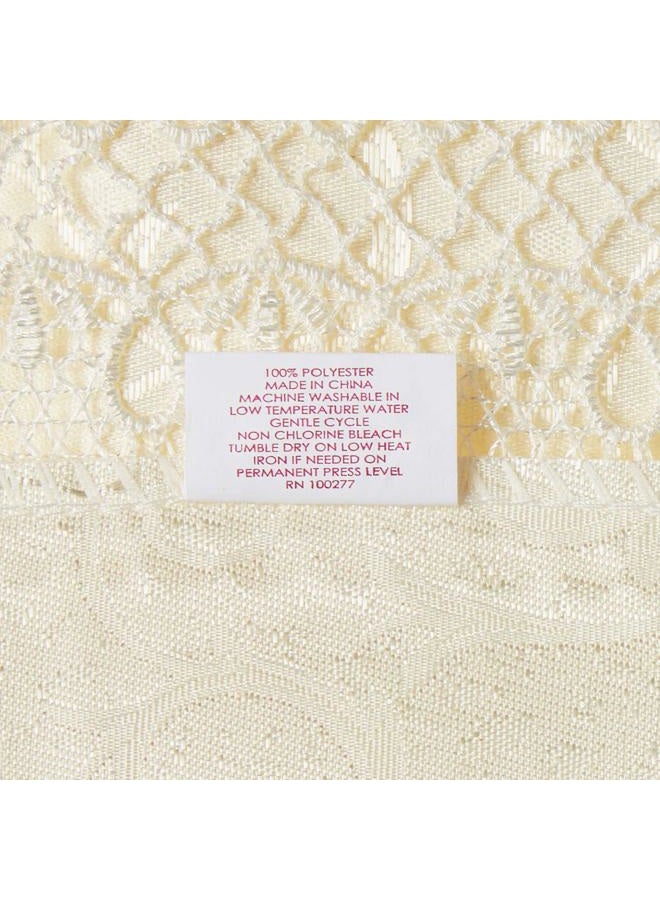 100% POLYESTER
MADE IN CHINA
MACHINE WASHABLE IN
LOW TEMPERATURE WATER
GENTLE CYCLE
NON CHLORINE BLEACH
TUMBLE DRY ON LOW HEAT
IRON IF NEEDED ON
PERMANENT PRESS LEVEL
RN 100277